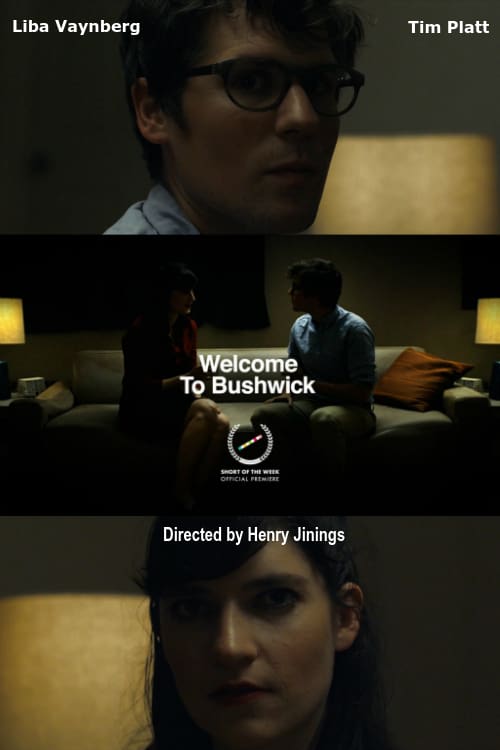 Liba Vaynberg
Tim Platt
Welcome
To Bushwick
SHORT OF THE WEEK
OFFICIAL PREMIERE
Directed by Henry Jinings